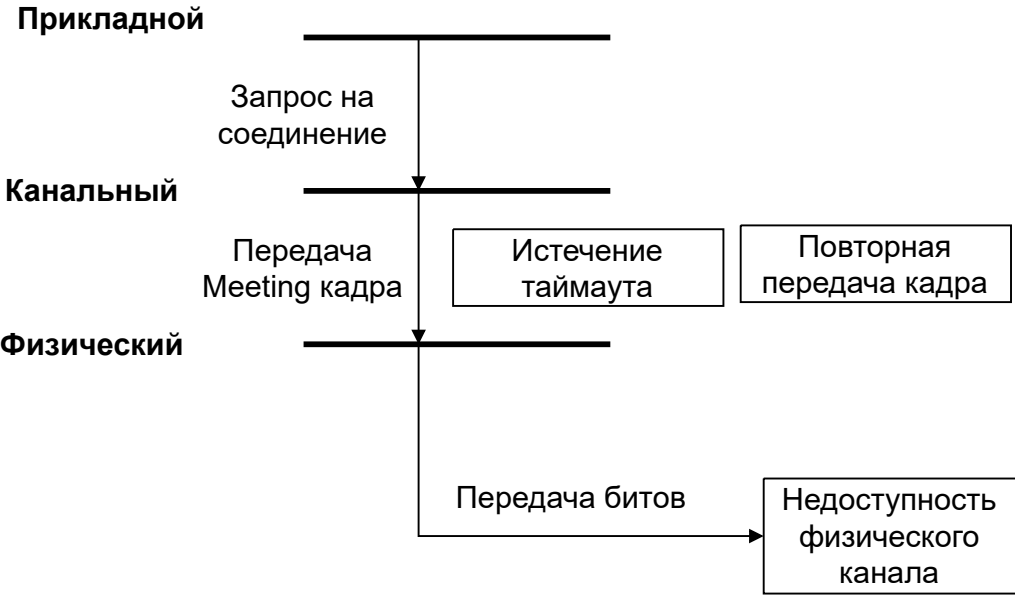 Прикладной
Запрос на
соединение
Канальный
Передача
Meeting кадра
Истечение
таймаута
Повторная
передача кадра
Физический
Передача битов
Недоступность
физического
канала